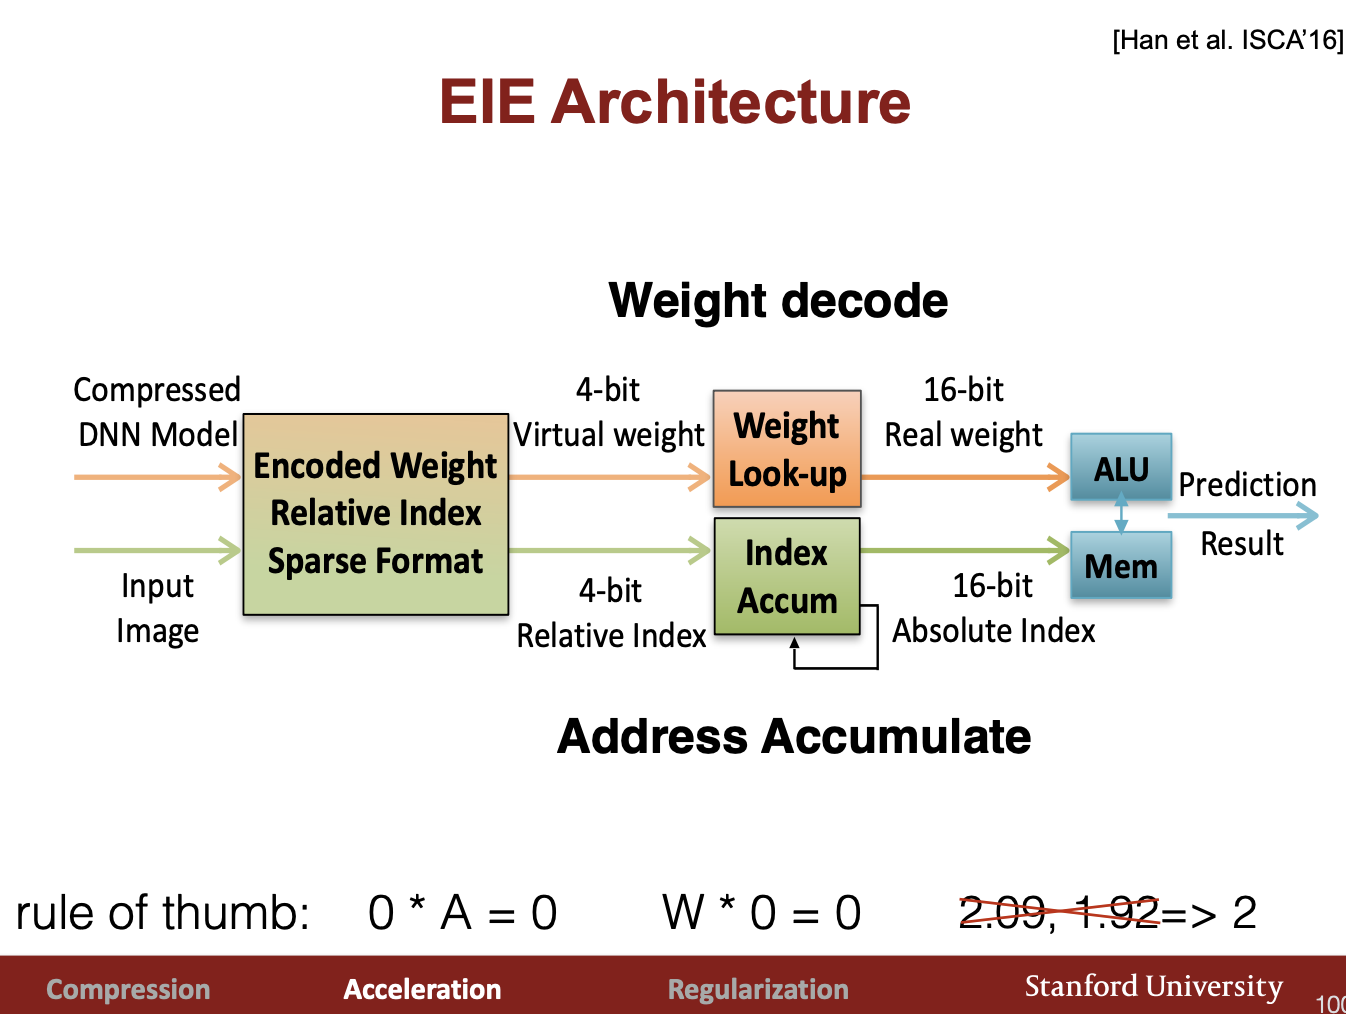 [Han et al. ISCA’16]
EIE Architecture
Weight decode
Compressed
DNN Model
Input
Image
Encoded Weight
Relative Index
Sparse Format
4-bit
Virtual weight
4-bit
Relative Index
Weight
Look-up
Index
Accum
16-bit
Real weight
16-bit
Absolute Index
ALU
Mem
Prediction
Result
Address Accumulate
rule of thumb: 0 * A = 0 W * 0 = 0 2.09, 1.92=> 2
Compression Acceleration Regularization Stanford University
100